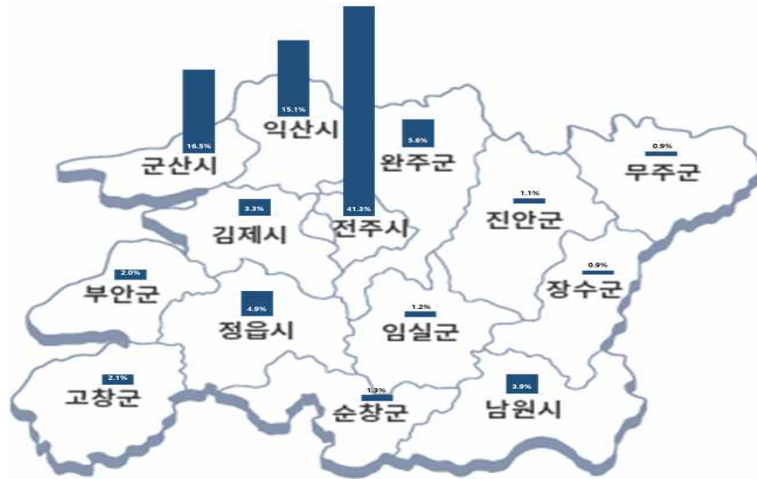 15.1%
익산시
16.5%
군산시
5.6%
완주군
0.9%
무주군
3.3%
김제시
41.3%
전주시
1.1%
진안군
2.0%
부안군
0.9%
장수군
4.9%
정읍시
1.2%
임실군
2.1%
고창군
1.3%
순창군
3.9%
남원시